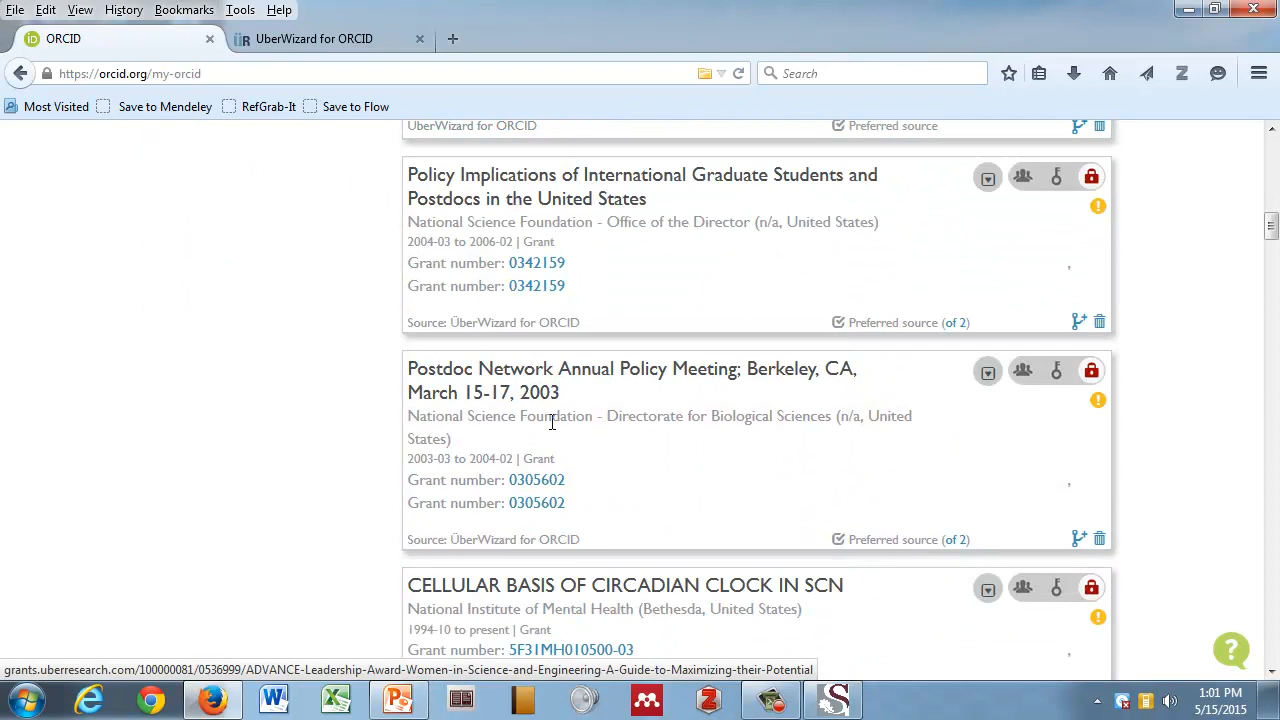 File Edit View History Bookmarks Tools Help
ORCID
UberWizard for ORCID
https://orcid.org/my-orcid
Search
Most Visited Save to Mendeley RefGrab-It Save to Flow
UberWizard for ORCID Preferred source
Policy Implications of International Graduate Students and
Postdocs in the United States
National Science Foundation - Office of the Director (n/a, United States)
2004-03 to 2006-02 | Grant
Grant number: 0342159 ,
Grant number: 0342159
Source: ÜberWizard for ORCID Preferred source (of 2)
Postdoc Network Annual Policy Meeting; Berkeley, CA,
March 15-17, 2003
National Science Foundation - Directorate for Biological Sciences (n/a, United
States)
2003-03 to 2004-02 | Grant
Grant number: 0305602 ,
Grant number: 0305602
Source: ÜberWizard for ORCID Preferred source (of 2)
CELLULAR BASIS OF CIRCADIAN CLOCK IN SCN
National Institute of Mental Health (Bethesda, United States)
1994-10 to present | Grant
Grant number: 5F31MH010500-03 ,
grants.uberresearch.com/100000081/0536999/ADVANCE-Leadership-Award-Women-in-Science-and-Engineering-A-Guide-to-Maximizing-their-Potential
1:01 PM
5/15/2015